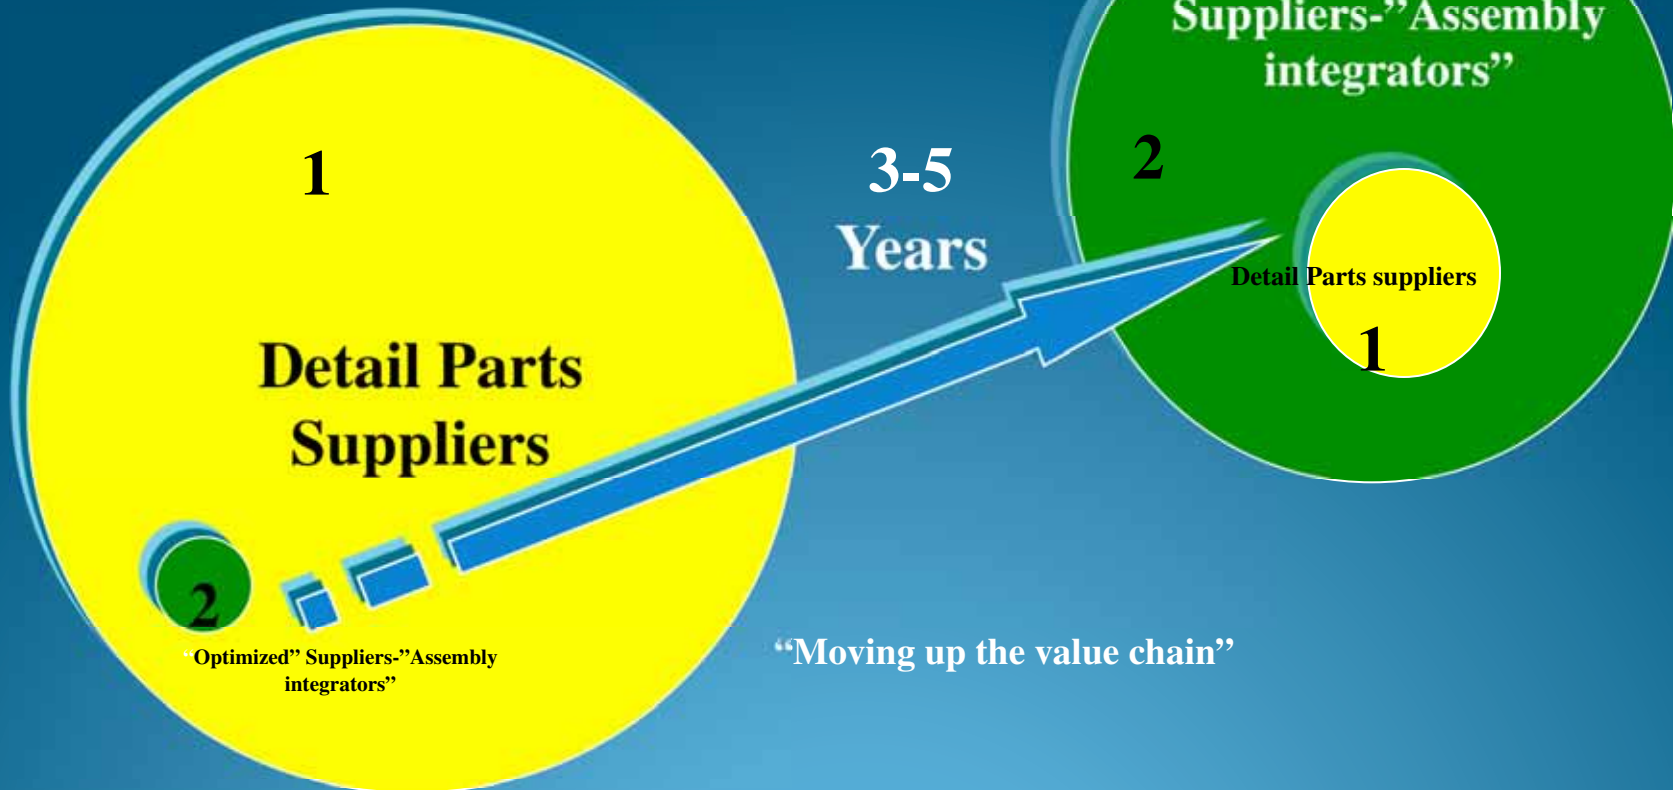 1
Detail Parts
Suppliers
2
“Optimized” Suppliers-”Assembly
integrators”
3-5
Years
“Moving up the value chain”
Suppliers-”Assembly
integrators”
2
Detail Parts suppliers
1